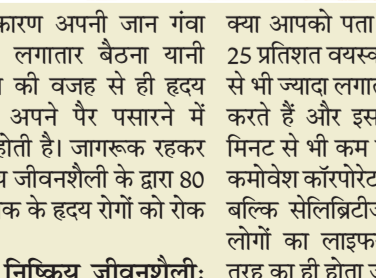 कारण अपनी जान गंवा
लगातार बैठना यानी
की वजह से ही हृदय
अपने पैर पसारने में
होती है। जागरूक रहकर
जीवनशैली के द्वारा 80
के हृदय रोगों को रोक
निष्क्रिय जीवनशैली:
क्या आपको पता
25 प्रतिशत वयस्क
से भी ज्यादा लगात
करते हैं और इस
मिनट से भी कम
कमोवेश कॉरपोरेट
बल्कि सेलिब्रिटीज
लोगों का लाइफ
तरह का ही होता